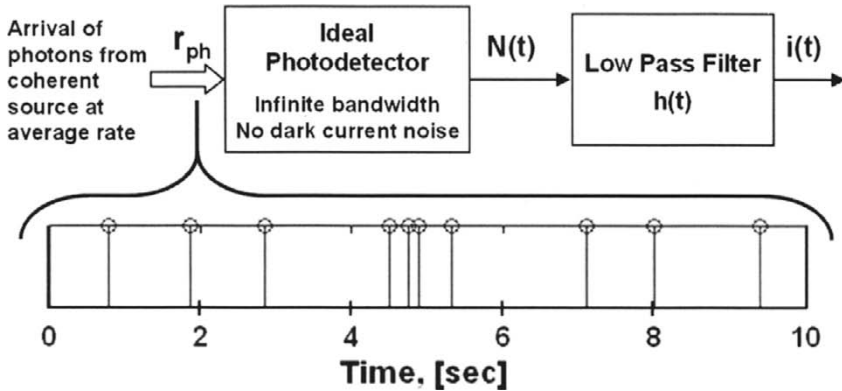 Arrival of
photons from
coherent
source at
average rate
r_ph
Ideal
Photodetector
Infinite bandwidth
No dark current noise
N(t)
Low Pass Filter
h(t)
i(t)
0 2 4 6 8 10
Time, [sec]